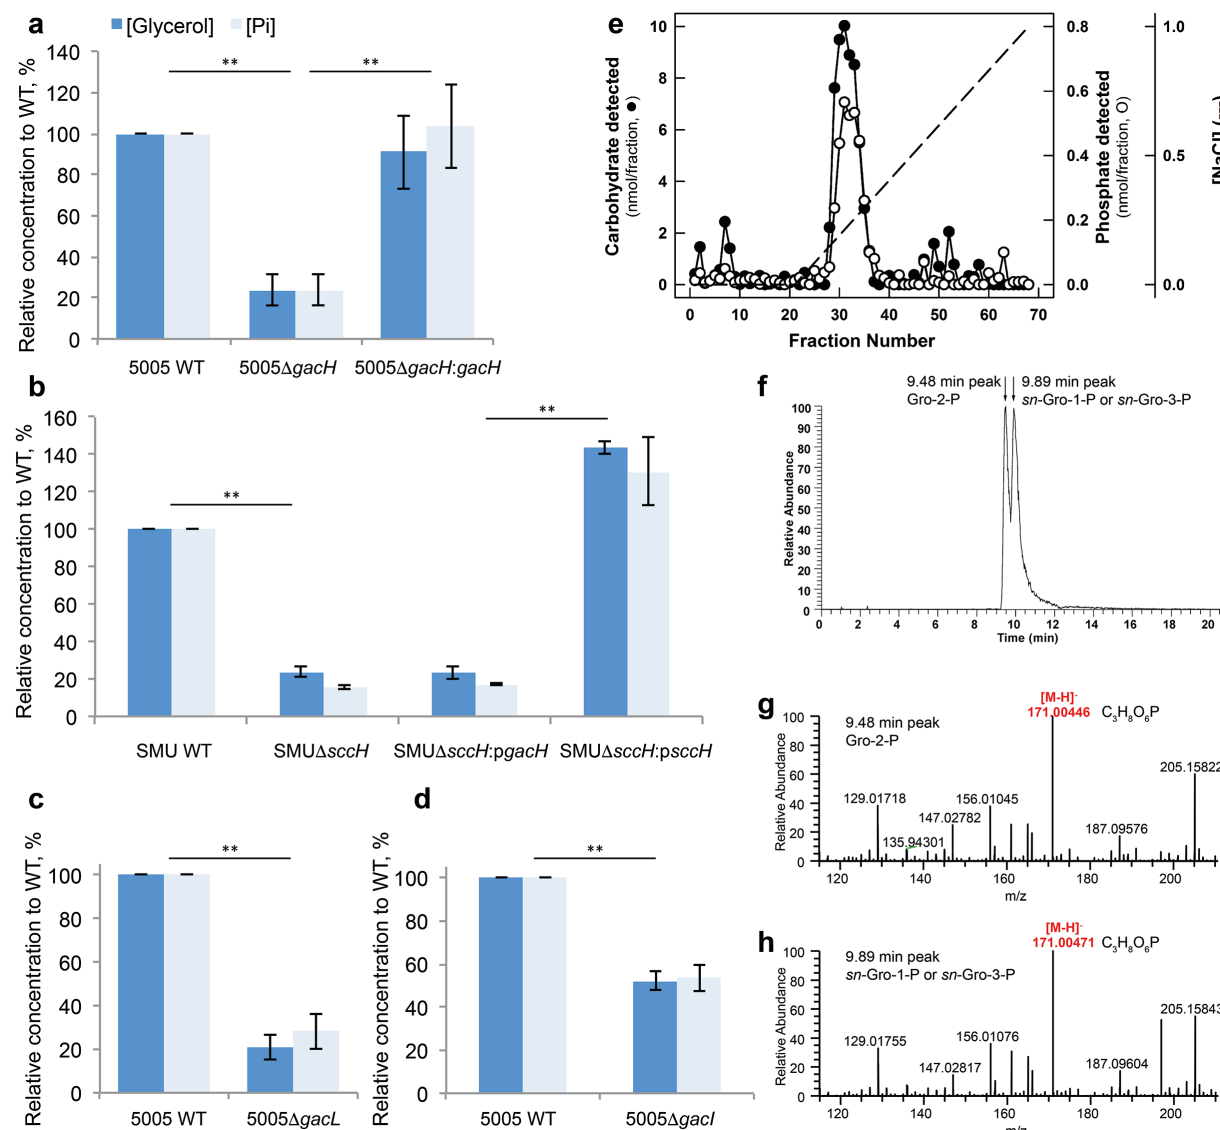 a
[Glycerol] [Pi]
Relative concentration to WT, %
140
120
100
80
60
40
20
0
**
**
5005 WT
5005ΔgacH
5005ΔgacH:gacH
b
Relative concentration to WT, %
160
140
120
100
80
60
40
20
0
**
**
SMU WT
SMUΔsccH
SMUΔsccH:pgacH
SMUΔsccH:psccH
c
Relative concentration to WT, %
100
80
60
40
20
0
**
5005 WT
5005ΔgacL
d
Relative concentration to WT, %
100
80
60
40
20
0
**
5005 WT
5005ΔgacI
e
Carbohydrate detected
(nmol/fraction, ●)
10
8
6
4
2
0
0 10 20 30 40 50 60 70
Fraction Number
0.8
0.6
0.4
0.2
0.0
Phosphate detected
(nmol/fraction, O)
1.0
0.5
0.0
[NaCl]
f
9.48 min peak
Gro-2-P
9.89 min peak
sn-Gro-1-P or sn-Gro-3-P
Relative Abundance
100
90
80
70
60
50
40
30
20
10
0
0 2 4 6 8 10 12 14 16 18 20
Time (min)
g
9.48 min peak
Gro-2-P
[M-H]-
171.00446 C3H8O6P
205.15822
129.01718
156.01045
147.02782
135.94301
187.09576
Relative Abundance
100
80
60
40
20
0
120 140 160 180 200
m/z
h
9.89 min peak
sn-Gro-1-P or sn-Gro-3-P
[M-H]-
171.00471 C3H8O6P
205.15843
129.01755
156.01076
147.02817
187.09604
Relative Abundance
100
80
60
40
20
0
120 140 160 180 200